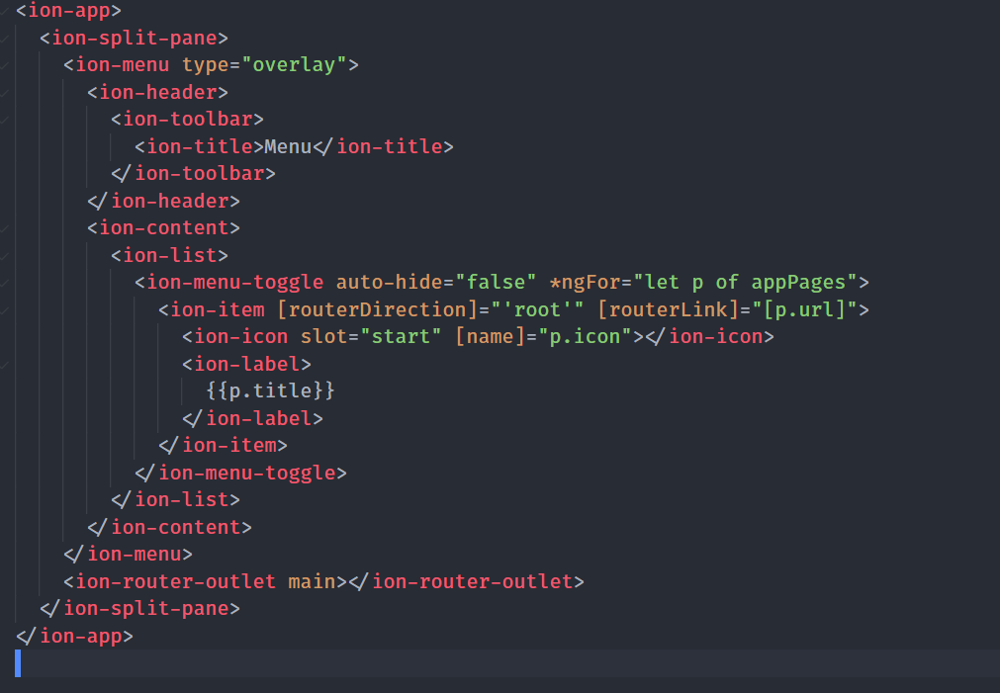 <ion-app>
  <ion-split-pane>
    <ion-menu type="overlay">
      <ion-header>
        <ion-toolbar>
          <ion-title>Menu</ion-title>
        </ion-toolbar>
      </ion-header>
      <ion-content>
        <ion-list>
          <ion-menu-toggle auto-hide="false" *ngFor="let p of appPages">
            <ion-item [routerDirection]="'root'" [routerLink]="[p.url]">
              <ion-icon slot="start" [name]="p.icon"></ion-icon>
              <ion-label>
                {{p.title}}
              </ion-label>
            </ion-item>
          </ion-menu-toggle>
        </ion-list>
      </ion-content>
    </ion-menu>
    <ion-router-outlet main></ion-router-outlet>
  </ion-split-pane>
</ion-app>